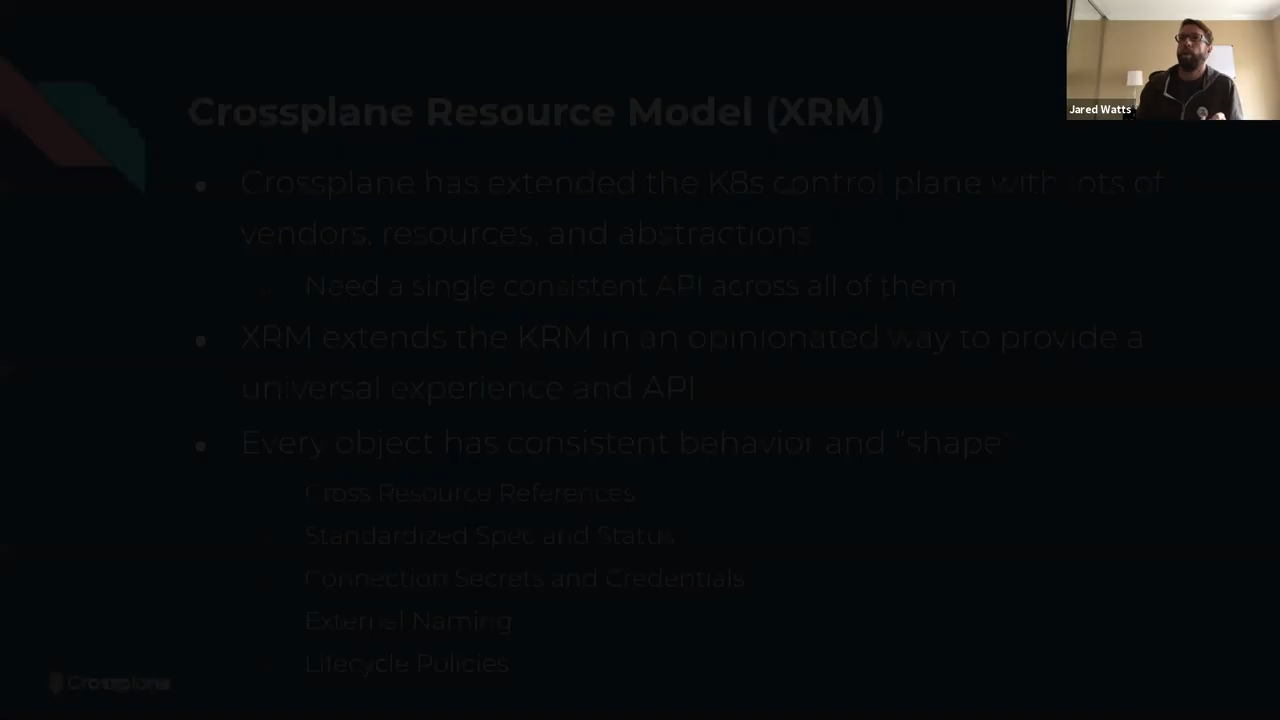 Jared Watts
Crossplane Resource Model (XRM)
Crossplane has extended the K8s control plane with lots of
vendors, resources, and abstractions
Need a single consistent API across all of them
XRM extends the KRM in an opinionated way to provide a
universal experience and API
Every object has consistent behavior and “shape”
Cross Resource References
Standardized Spec and Status
Connection Secrets and Credentials
External Naming
Lifecycle Policies
Crossplane